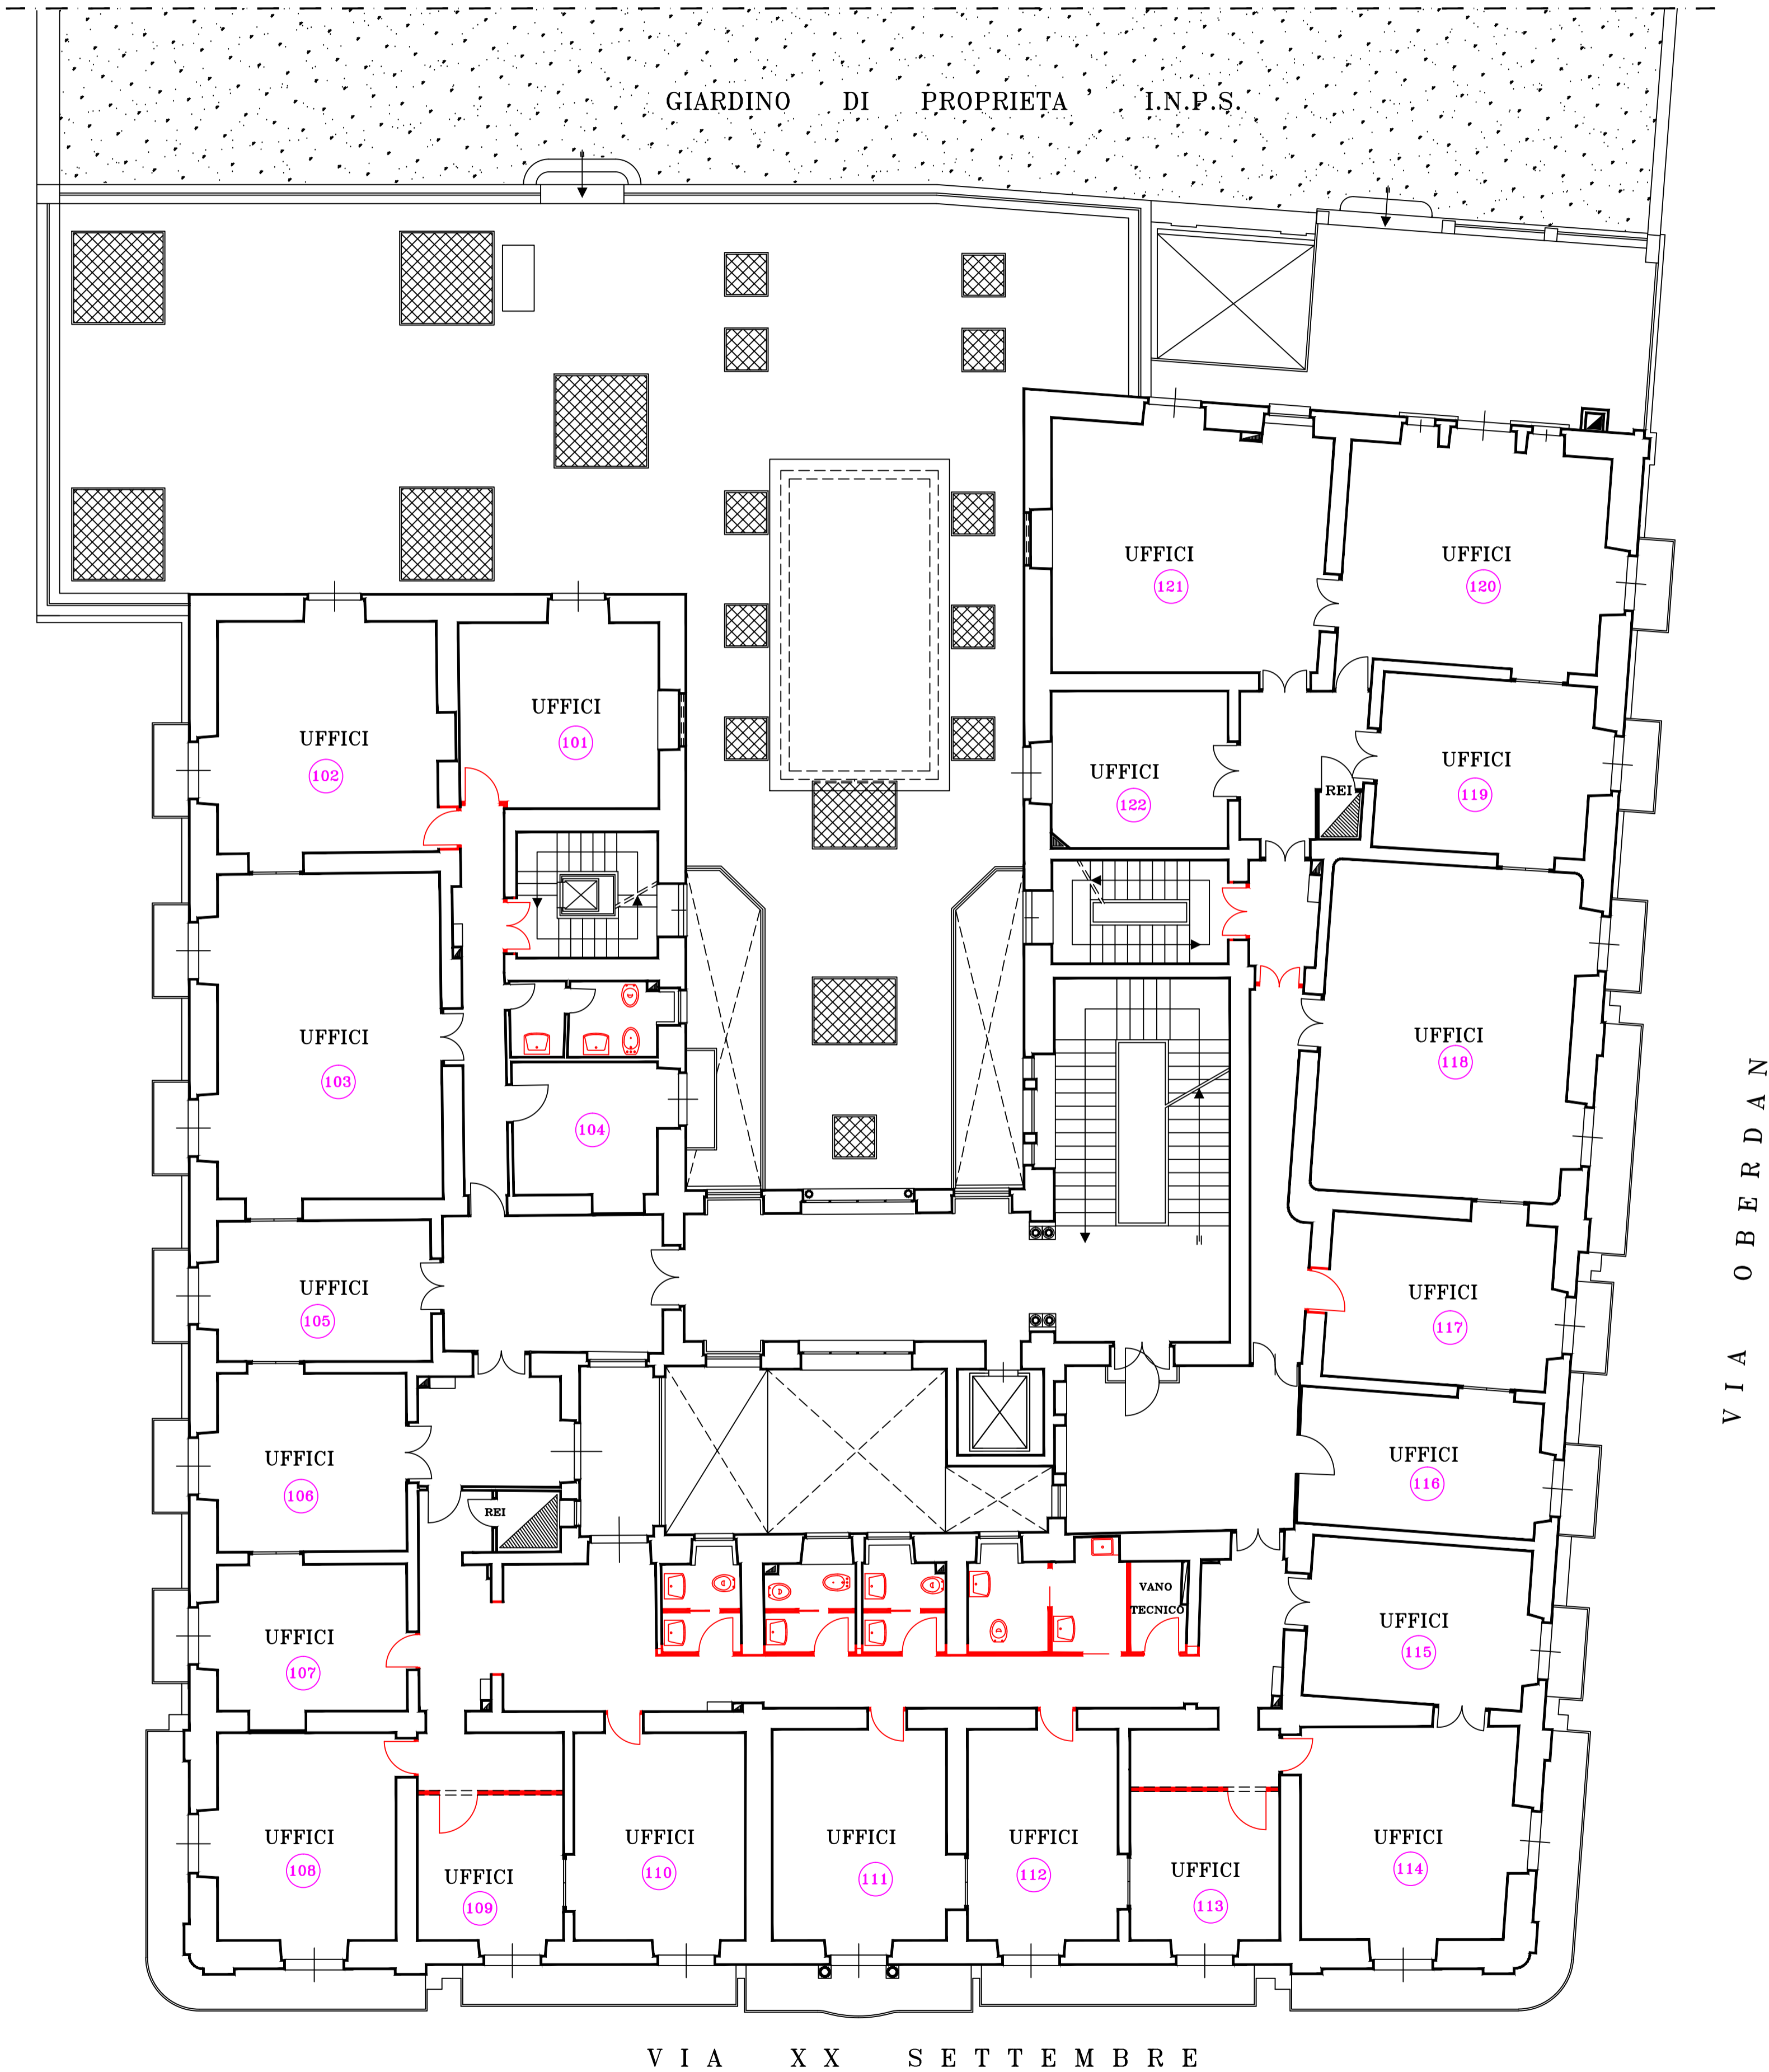 GIARDINO DI PROPRIETA' I.N.P.S.
UFFICI
121
UFFICI
120
UFFICI
101
UFFICI
102
UFFICI
122
REI
UFFICI
119
UFFICI
103
UFFICI
118
104
UFFICI
105
UFFICI
117
UFFICI
106
REI
UFFICI
116
UFFICI
107
VANO
TECNICO
UFFICI
115
UFFICI
108
UFFICI
109
UFFICI
110
UFFICI
111
UFFICI
112
UFFICI
113
UFFICI
114
VIA OBERDAN
VIA XX SETTEMBRE